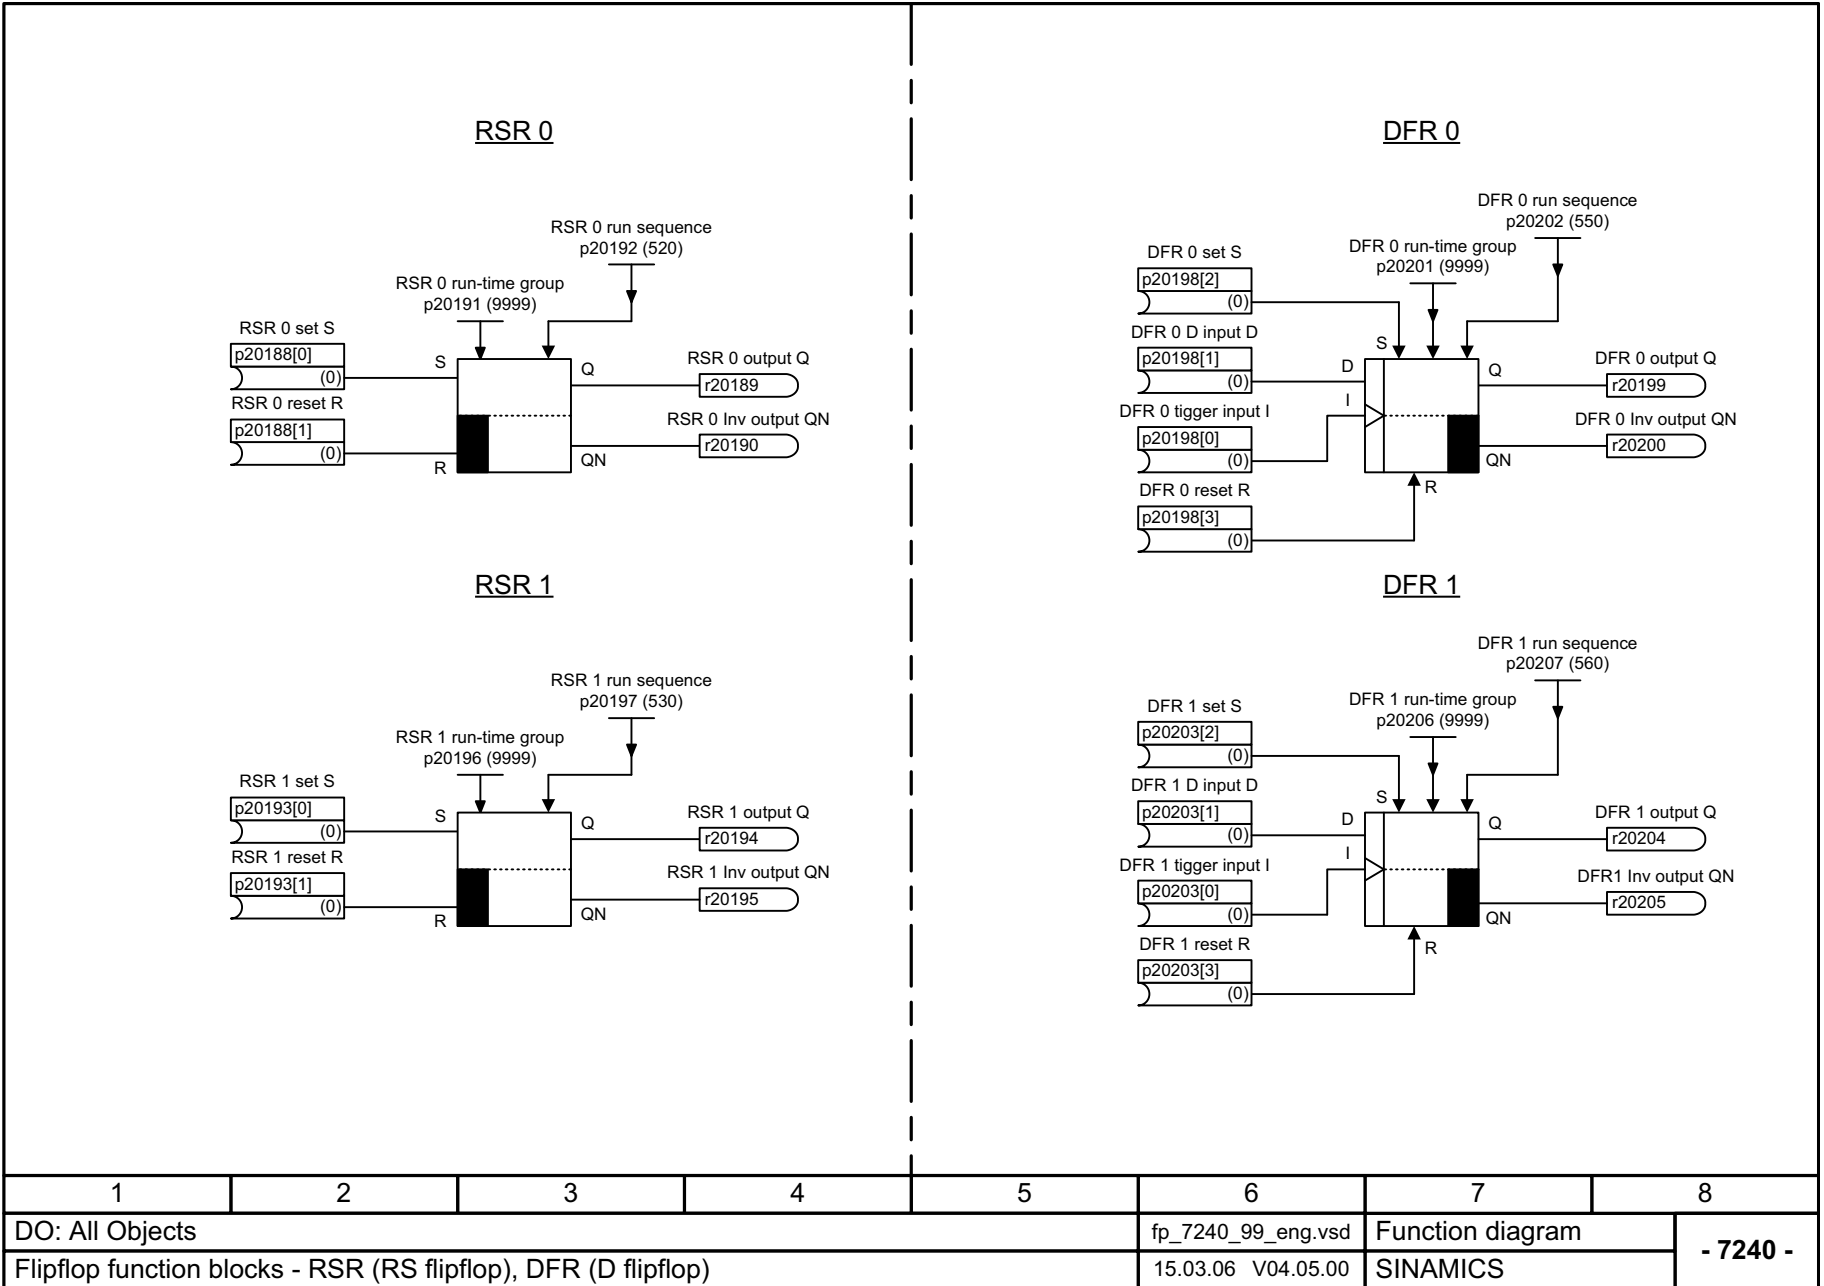 RSR 0
RSR 0 run sequence
p20192 (520)
RSR 0 run-time group
p20191 (9999)
RSR 0 set S
p20188[0]
(0)
RSR 0 reset R
p20188[1]
(0)
S
R
Q
QN
RSR 0 output Q
r20189
RSR 0 Inv output QN
r20190
RSR 1
RSR 1 run sequence
p20197 (530)
RSR 1 run-time group
p20196 (9999)
RSR 1 set S
p20193[0]
(0)
RSR 1 reset R
p20193[1]
(0)
S
R
Q
QN
RSR 1 output Q
r20194
RSR 1 Inv output QN
r20195
DFR 0
DFR 0 run sequence
p20202 (550)
DFR 0 run-time group
p20201 (9999)
DFR 0 set S
p20198[2]
(0)
DFR 0 D input D
p20198[1]
(0)
DFR 0 tigger input I
p20198[0]
(0)
DFR 0 reset R
p20198[3]
(0)
S
D
I
R
Q
QN
DFR 0 output Q
r20199
DFR 0 Inv output QN
r20200
DFR 1
DFR 1 run sequence
p20207 (560)
DFR 1 run-time group
p20206 (9999)
DFR 1 set S
p20203[2]
(0)
DFR 1 D input D
p20203[1]
(0)
DFR 1 tigger input I
p20203[0]
(0)
DFR 1 reset R
p20203[3]
(0)
S
D
I
R
Q
QN
DFR 1 output Q
r20204
DFR1 Inv output QN
r20205
1 2 3 4 5 6 7 8
DO: All Objects
fp_7240_99_eng.vsd
Function diagram
- 7240 -
Flipflop function blocks - RSR (RS flipflop), DFR (D flipflop)
15.03.06 V04.05.00
SINAMICS